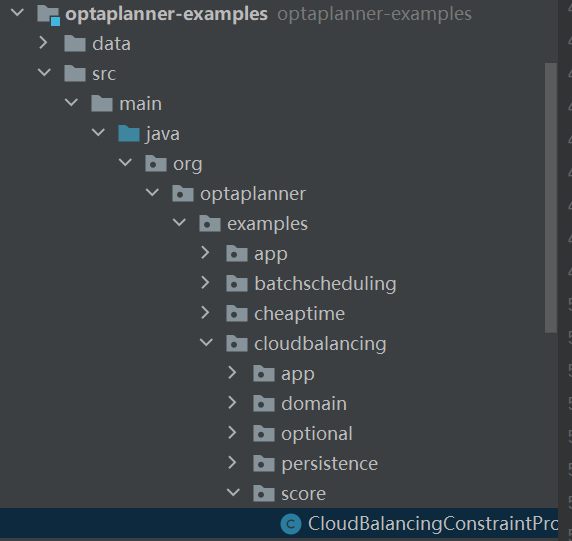 optaplanner-examples optaplanner-examples
data
src
main
java
org
optaplanner
examples
app
batchscheduling
cheaptime
cloudbalancing
app
domain
optional
persistence
score
CloudBalancingConstraintPro